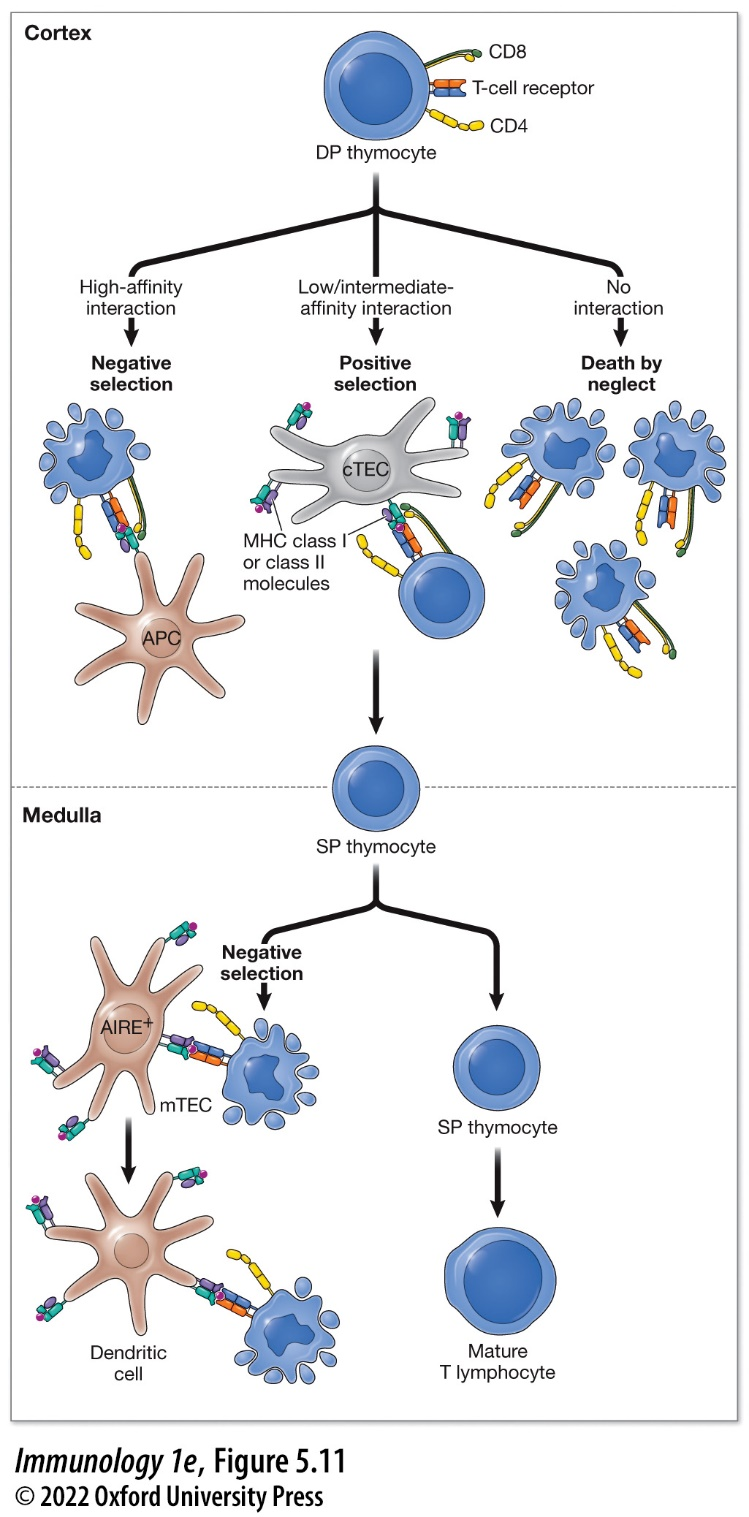 Cortex
CD8
T-cell receptor
CD4
DP thymocyte
High-affinity
interaction
Low/intermediate-
affinity interaction
No
interaction
Negative
selection
Positive
selection
Death by
neglect
cTEC
MHC class I
or class II
molecules
APC
SP thymocyte
Medulla
Negative
selection
AIRE+
mTEC
SP thymocyte
Dendritic
cell
Mature
T lymphocyte
Immunology 1e, Figure 5.11
© 2022 Oxford University Press